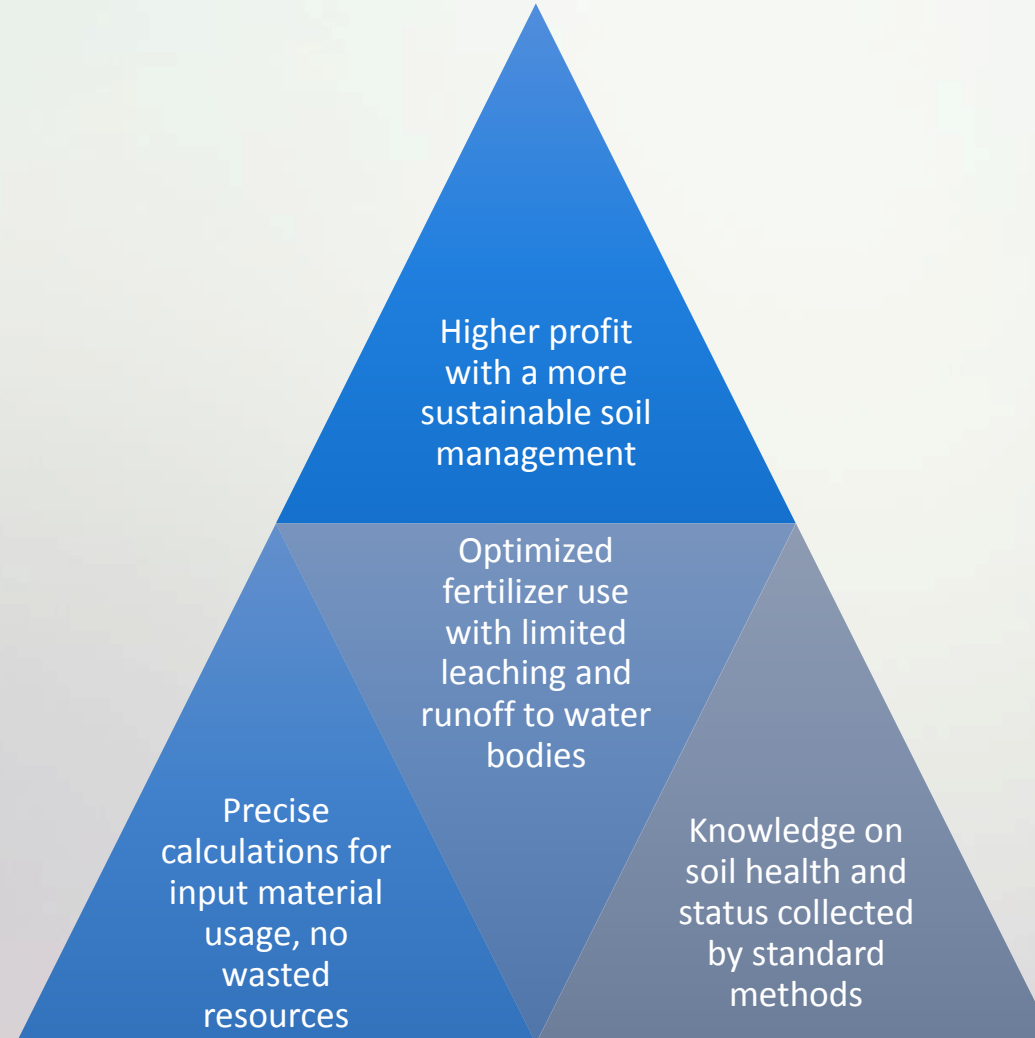 Higher profit
with a more
sustainable soil
management
Optimized
fertilizer use
with limited
leaching and
runoff to water
bodies
Precise
calculations for
input material
usage, no
wasted
resources
Knowledge on
soil health and
status collected
by standard
methods